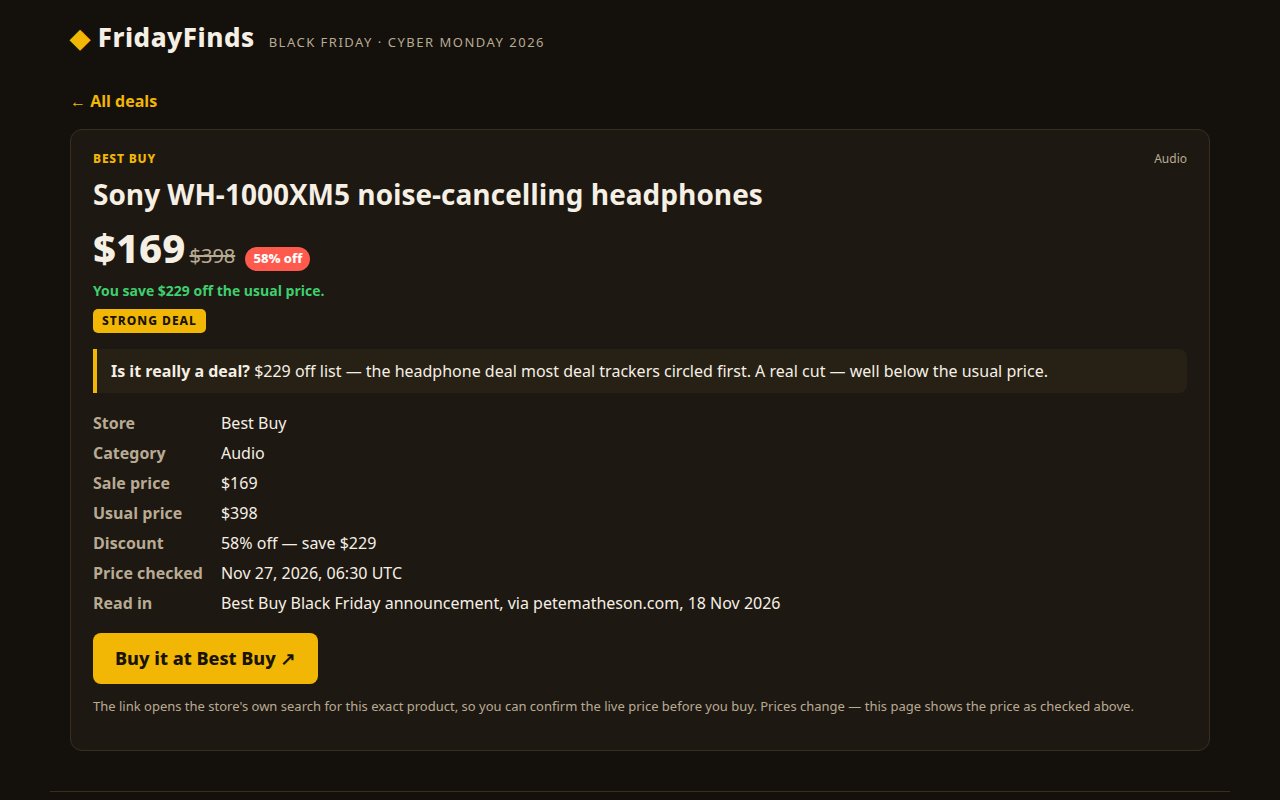 FridayFinds BLACK FRIDAY · CYBER MONDAY 2026
← All deals
BEST BUY Audio
Sony WH-1000XM5 noise-cancelling headphones
$169 $398 58% off
You save $229 off the usual price.
STRONG DEAL
Is it really a deal? $229 off list — the headphone deal most deal trackers circled first. A real cut — well below the usual price.
Store Best Buy
Category Audio
Sale price $169
Usual price $398
Discount 58% off — save $229
Price checked Nov 27, 2026, 06:30 UTC
Read in Best Buy Black Friday announcement, via petematheson.com, 18 Nov 2026
Buy it at Best Buy ↗
The link opens the store's own search for this exact product, so you can confirm the live price before you buy. Prices change — this page shows the price as checked above.